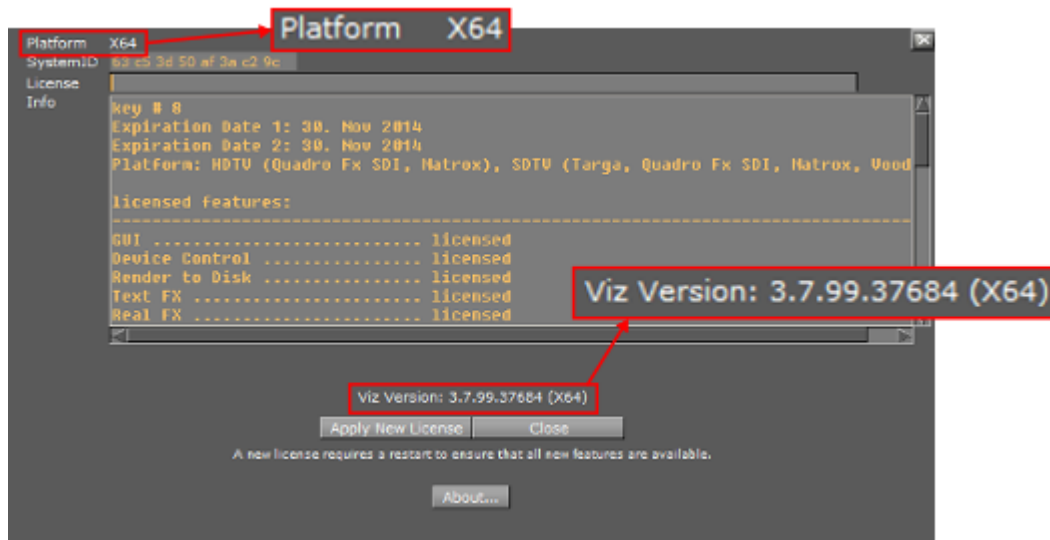 Platform X64
Platform X64
SystemID 63 c5 3d 50 af 3a c2 9c
License
Info
key # 8
Expiration Date 1: 30. Nov 2014
Expiration Date 2: 30. Nov 2014
Platform: HDTV (Quadro Fx SDI, Matrox), SDTV (Targa, Quadro Fx SDI, Matrox, Vood
licensed features:
--------------------------------------------------------------------------------
GUI ........................... licensed
Device Control ................ licensed
Render to Disk ................ licensed
Text FX ....................... licensed
Real FX ....................... licensed
Viz Version: 3.7.99.37684 (X64)
Viz Version: 3.7.99.37684 (X64)
Apply New License Close
A new license requires a restart to ensure that all new features are available.
About...